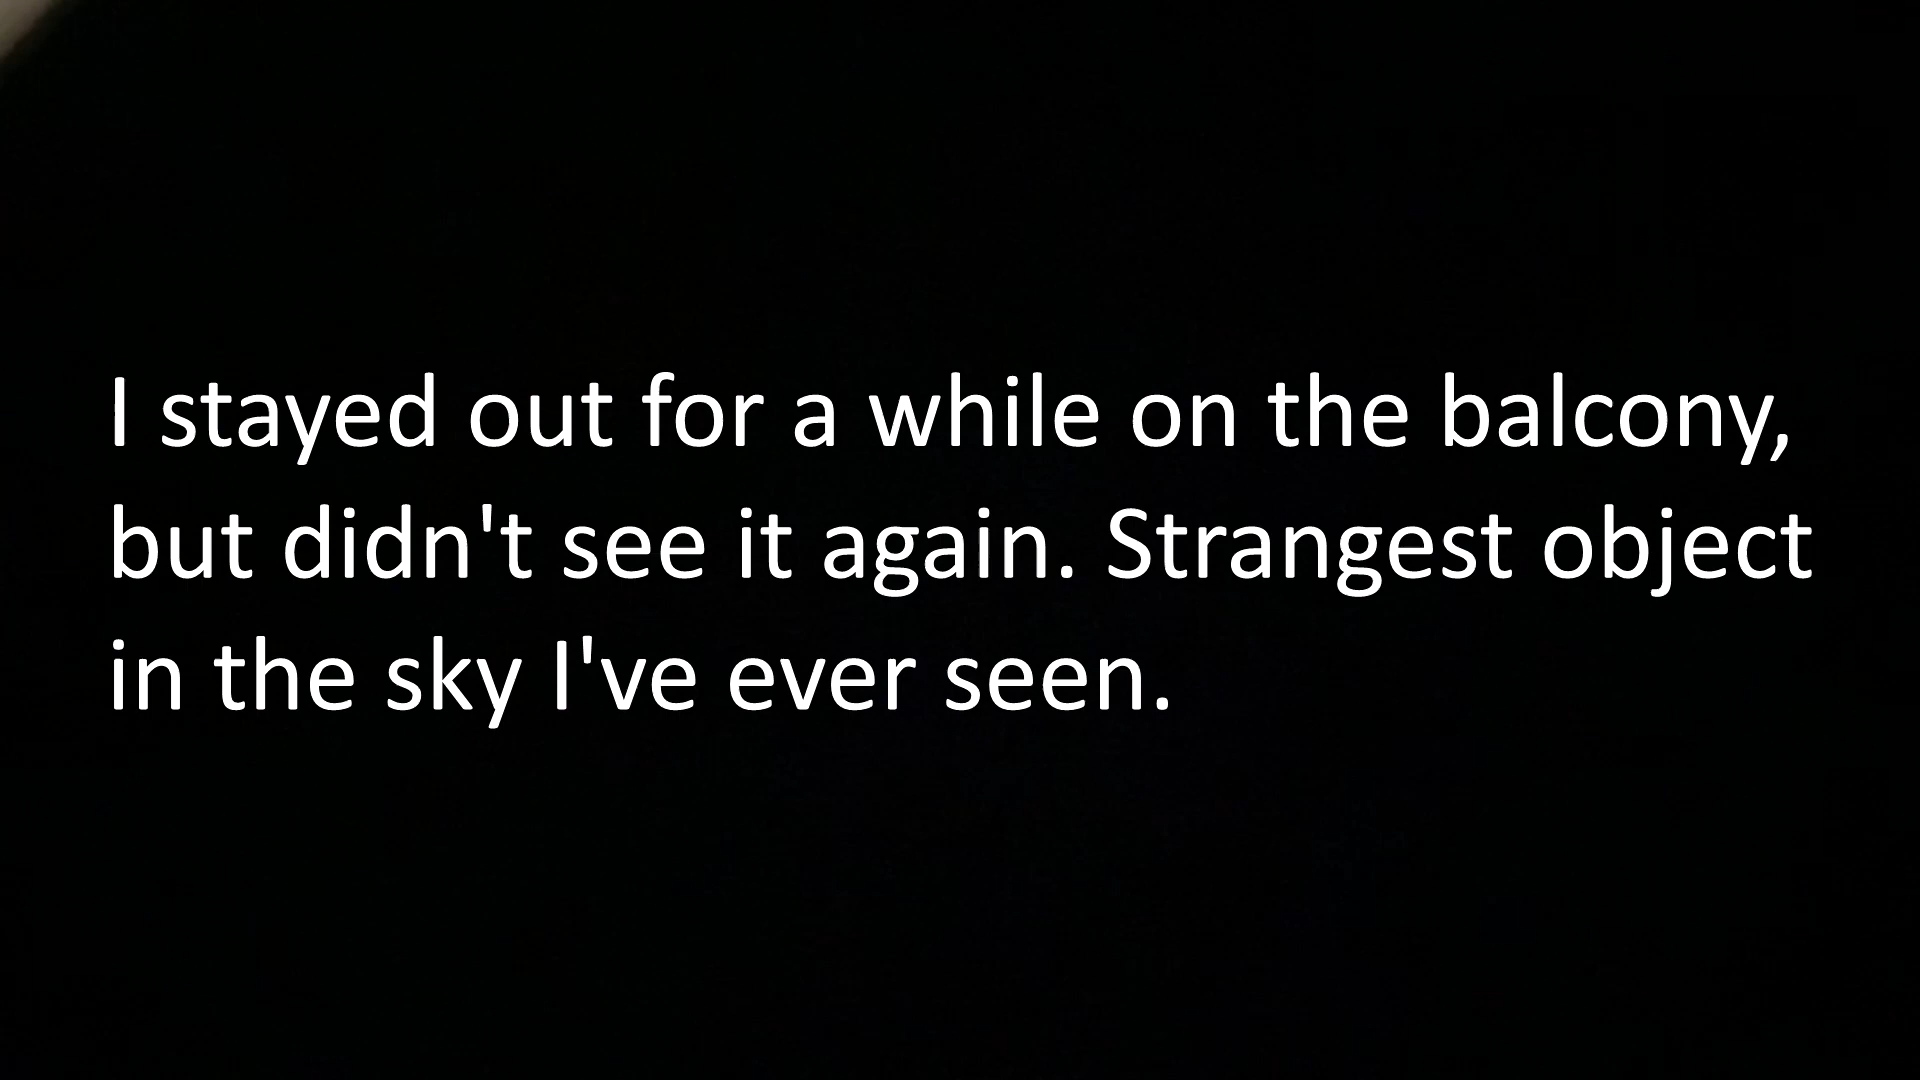 I stayed out for a while on the balcony,
but didn't see it again. Strangest object
in the sky I've ever seen.